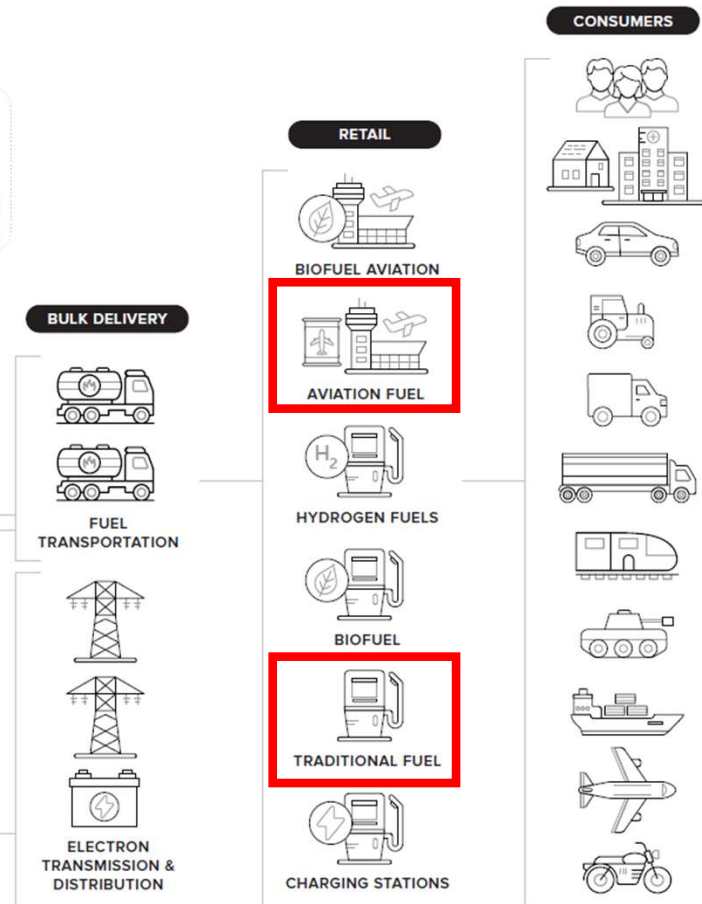 CONSUMERS
RETAIL
BIOFUEL AVIATION
BULK DELIVERY
AVIATION FUEL
H2
HYDROGEN FUELS
FUEL
TRANSPORTATION
BIOFUEL
TRADITIONAL FUEL
ELECTRON
TRANSMISSION &
DISTRIBUTION
CHARGING STATIONS